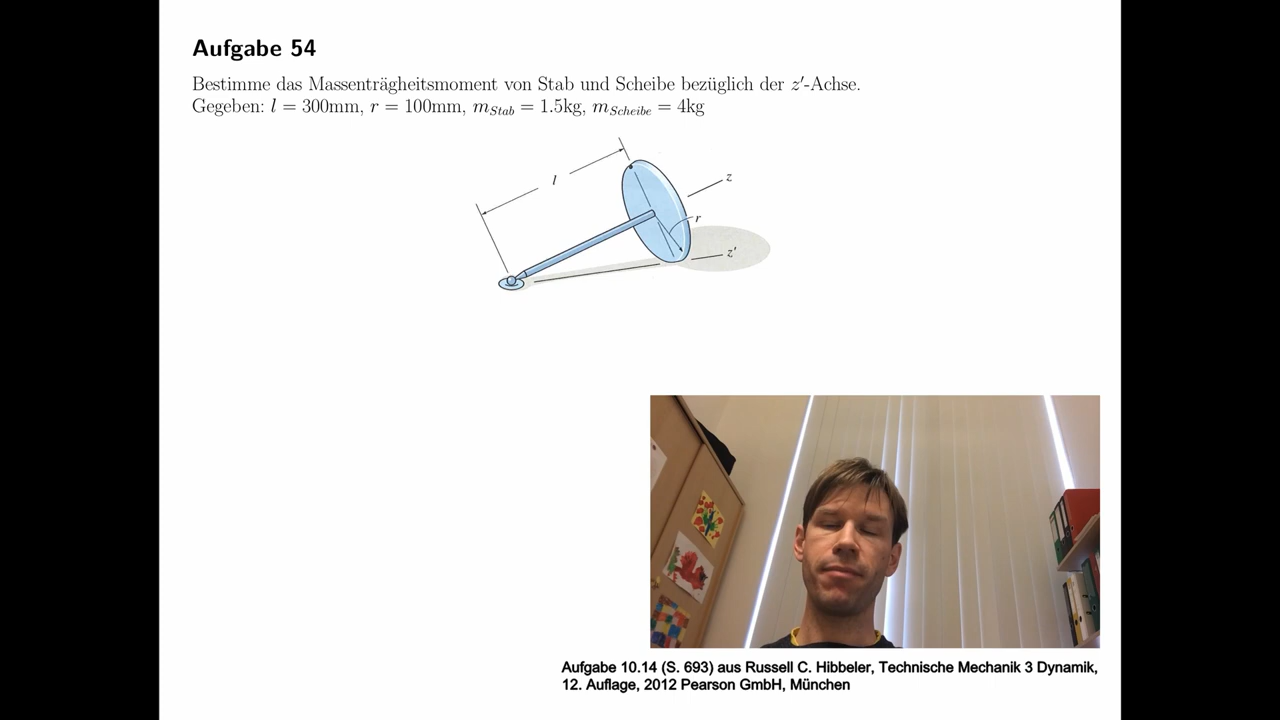 Aufgabe 54
Bestimme das Massenträgheitsmoment von Stab und Scheibe bezüglich der z′-Achse.
Gegeben: l = 300mm, r = 100mm, m_Stab = 1.5kg, m_Scheibe = 4kg
l
z
r
z′
Aufgabe 10.14 (S. 693) aus Russell C. Hibbeler, Technische Mechanik 3 Dynamik,
12. Auflage, 2012 Pearson GmbH, München